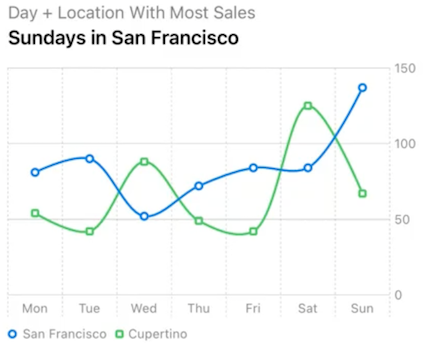 Day + Location With Most Sales
Sundays in San Francisco
150
100
50
0
Mon Tue Wed Thu Fri Sat Sun
San Francisco Cupertino